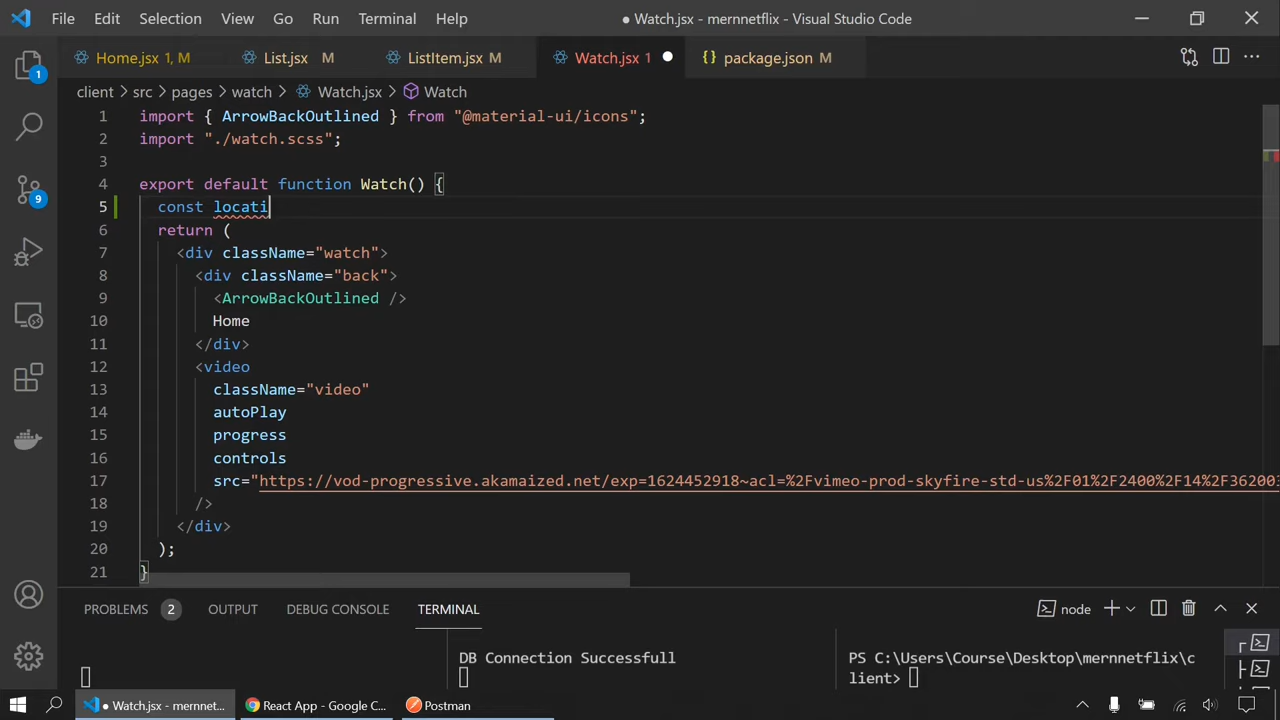 File Edit Selection View Go Run Terminal Help ● Watch.jsx - mernnetflix - Visual Studio Code
Home.jsx 1, M List.jsx M ListItem.jsx M Watch.jsx 1 package.json M
client > src > pages > watch > Watch.jsx > Watch
1 import { ArrowBackOutlined } from "@material-ui/icons";
2 import "./watch.scss";
3
4 export default function Watch() {
5 const locati
6 return (
7 <div className="watch">
8 <div className="back">
9 <ArrowBackOutlined />
10 Home
11 </div>
12 <video
13 className="video"
14 autoPlay
15 progress
16 controls
17 src="https://vod-progressive.akamaized.net/exp=1624452918~acl=%2Fvimeo-prod-skyfire-std-us%2F01%2F2400%2F14%2F362003
18 />
19 </div>
20 );
21 }
1
9
PROBLEMS 2 OUTPUT DEBUG CONSOLE TERMINAL node
DB Connection Successfull
PS C:\Users\Course\Desktop\mernnetflix\c
lient>
● Watch.jsx - mernnet... React App - Google C... Postman